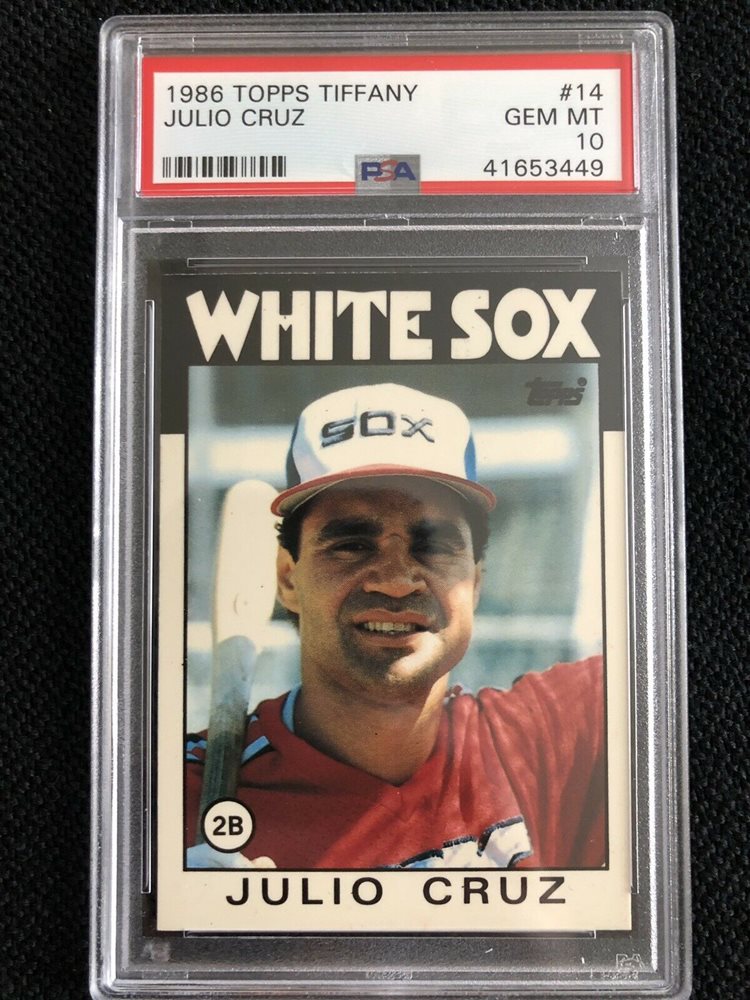 1986 TOPPS TIFFANY #14
JULIO CRUZ GEM MT
10
PSA 41653449
WHITE SOX
topps
SOX
2B
JULIO CRUZ